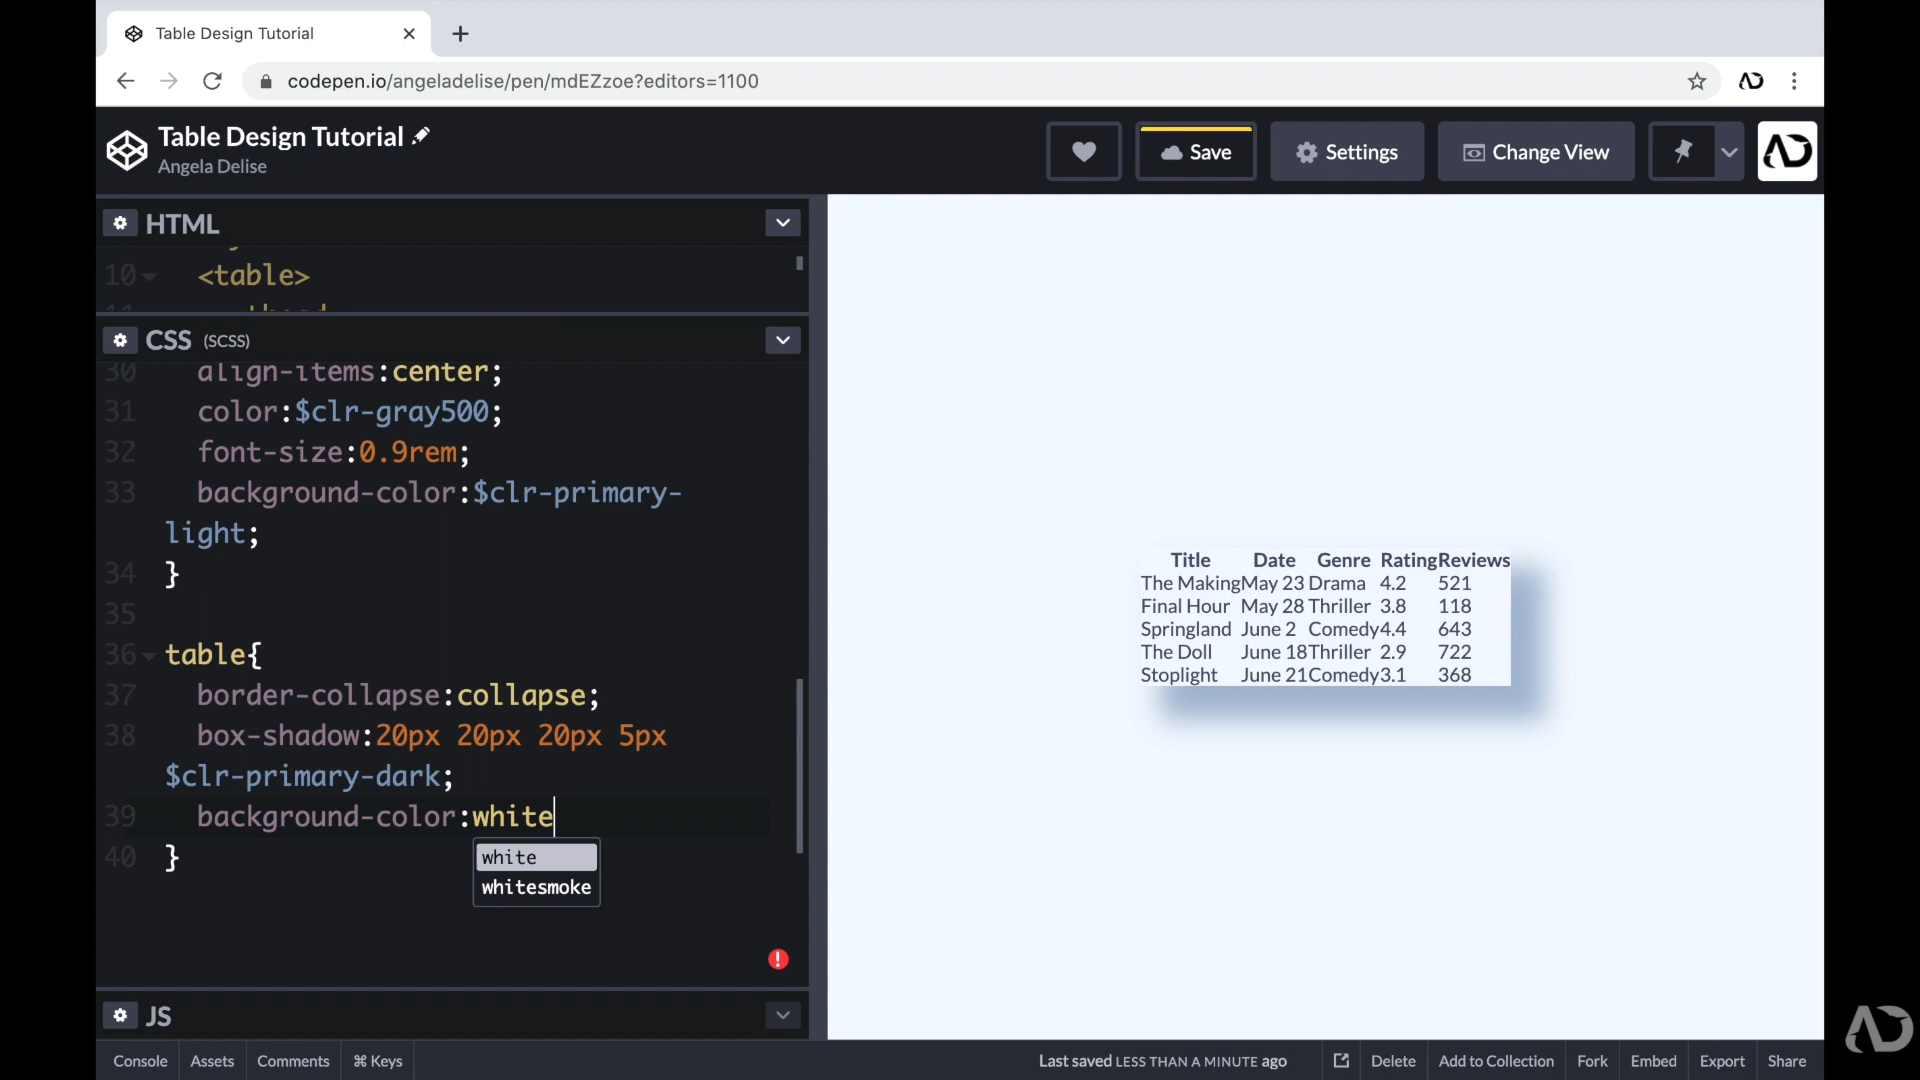 Table Design Tutorial
codepen.io/angeladelise/pen/mdEZzoe?editors=1100
Table Design Tutorial
Angela Delise
Save
Settings
Change View
HTML
10 <table>
CSS (SCSS)
30 align-items:center;
31 color:$clr-gray500;
32 font-size:0.9rem;
33 background-color:$clr-primary-
light;
34 }
35
36 table{
37 border-collapse:collapse;
38 box-shadow:20px 20px 20px 5px
$clr-primary-dark;
39 background-color:white
40 }
white
whitesmoke
JS
Title Date Genre Rating Reviews
The Making May 23 Drama 4.2 521
Final Hour May 28 Thriller 3.8 118
Springland June 2 Comedy 4.4 643
The Doll June 18 Thriller 2.9 722
Stoplight June 21 Comedy 3.1 368
Console Assets Comments ⌘ Keys Last saved LESS THAN A MINUTE ago Delete Add to Collection Fork Embed Export Share